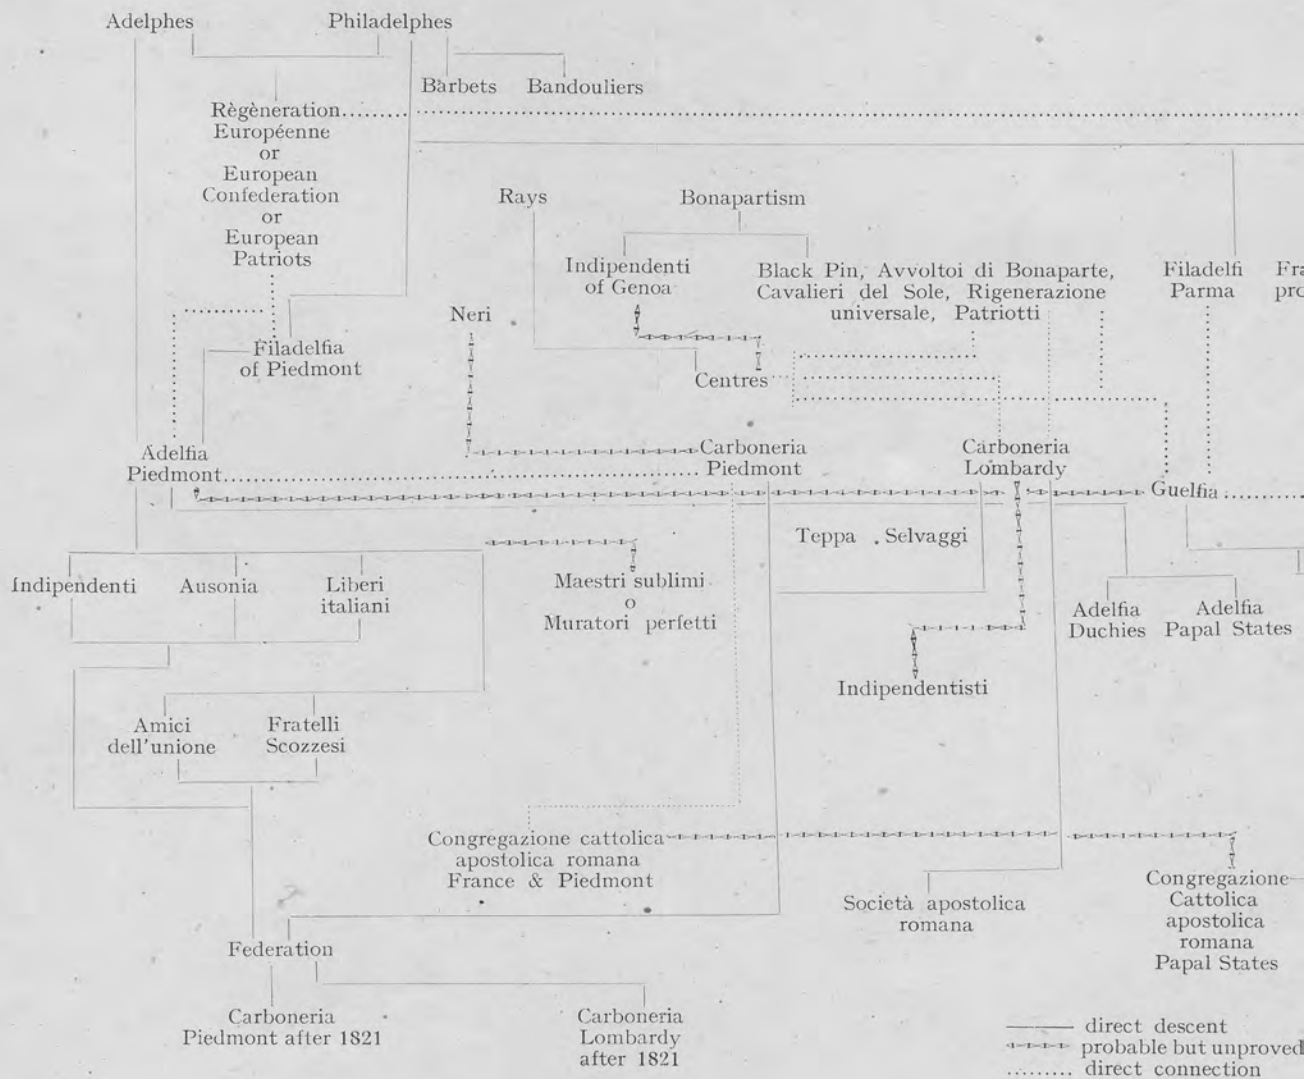 Adelphes
Philadelphes
Barbets
Bandouliers
Règèneration
Européenne
or
European
Confederation
or
European
Patriots
Rays
Bonapartism
Indipendenti
of Genoa
Black Pin, Avvoltoi di Bonaparte,
Cavalieri del Sole, Rigenerazione
universale, Patriotti
Filadelfi
Parma
Fra
pro
Neri
Filadelfia
of Piedmont
Centres
Adelfia
Piedmont
Carboneria
Piedmont
Carboneria
Lombardy
Guelfia
Teppa . Selvaggi
Indipendenti
Ausonia
Liberi
italiani
Maestri sublimi
o
Muratori perfetti
Adelfia
Duchies
Adelfia
Papal States
Indipendentisti
Amici
dell'unione
Fratelli
Scozzesi
Congregazione cattolica
apostolica romana
France & Piedmont
Società apostolica
romana
Congregazione
Cattolica
apostolica
romana
Papal States
Federation
Carboneria
Piedmont after 1821
Carboneria
Lombardy
after 1821
direct descent
probable but unproved
direct connection